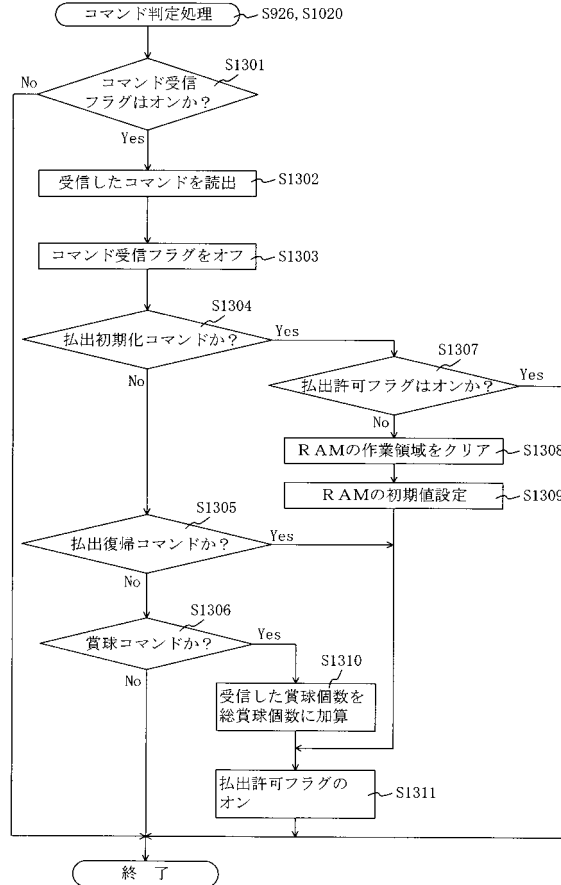 コマンド判定処理
S926, S1020
S1301
No
コマンド受信
フラグはオンか？
Yes
受信したコマンドを読出
S1302
コマンド受信フラグをオフ
S1303
S1304
払出初期化コマンドか？
Yes
No
S1307
払出許可フラグはオンか？
Yes
No
RAMの作業領域をクリア
S1308
RAMの初期値設定
S1309
S1305
払出復帰コマンドか？
Yes
No
S1306
賞球コマンドか？
Yes
No
S1310
受信した賞球個数を
総賞球個数に加算
払出許可フラグの
オン
S1311
終 了